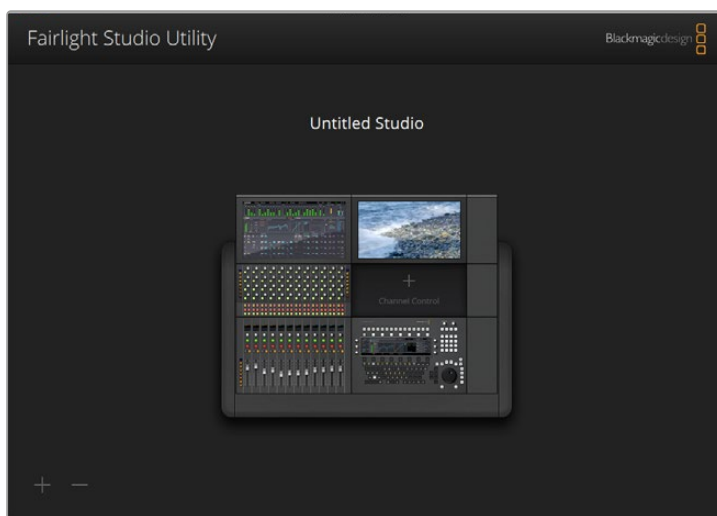 Fairlight Studio Utility
Blackmagicdesign
Untitled Studio
Channel Control